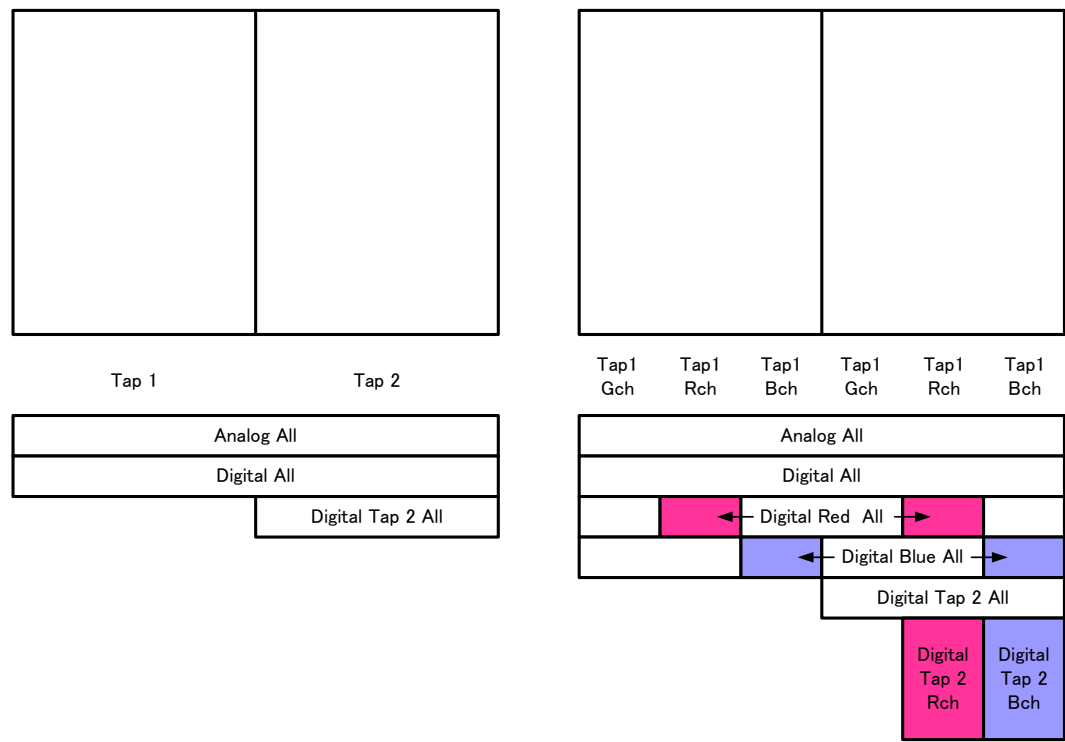 Tap 1
Tap 2
Analog All
Digital All
Digital Tap 2 All
Tap1
Gch
Tap1
Rch
Tap1
Bch
Tap1
Gch
Tap1
Rch
Tap1
Bch
Analog All
Digital All
Digital Red All
Digital Blue All
Digital Tap 2 All
Digital
Tap 2
Rch
Digital
Tap 2
Bch